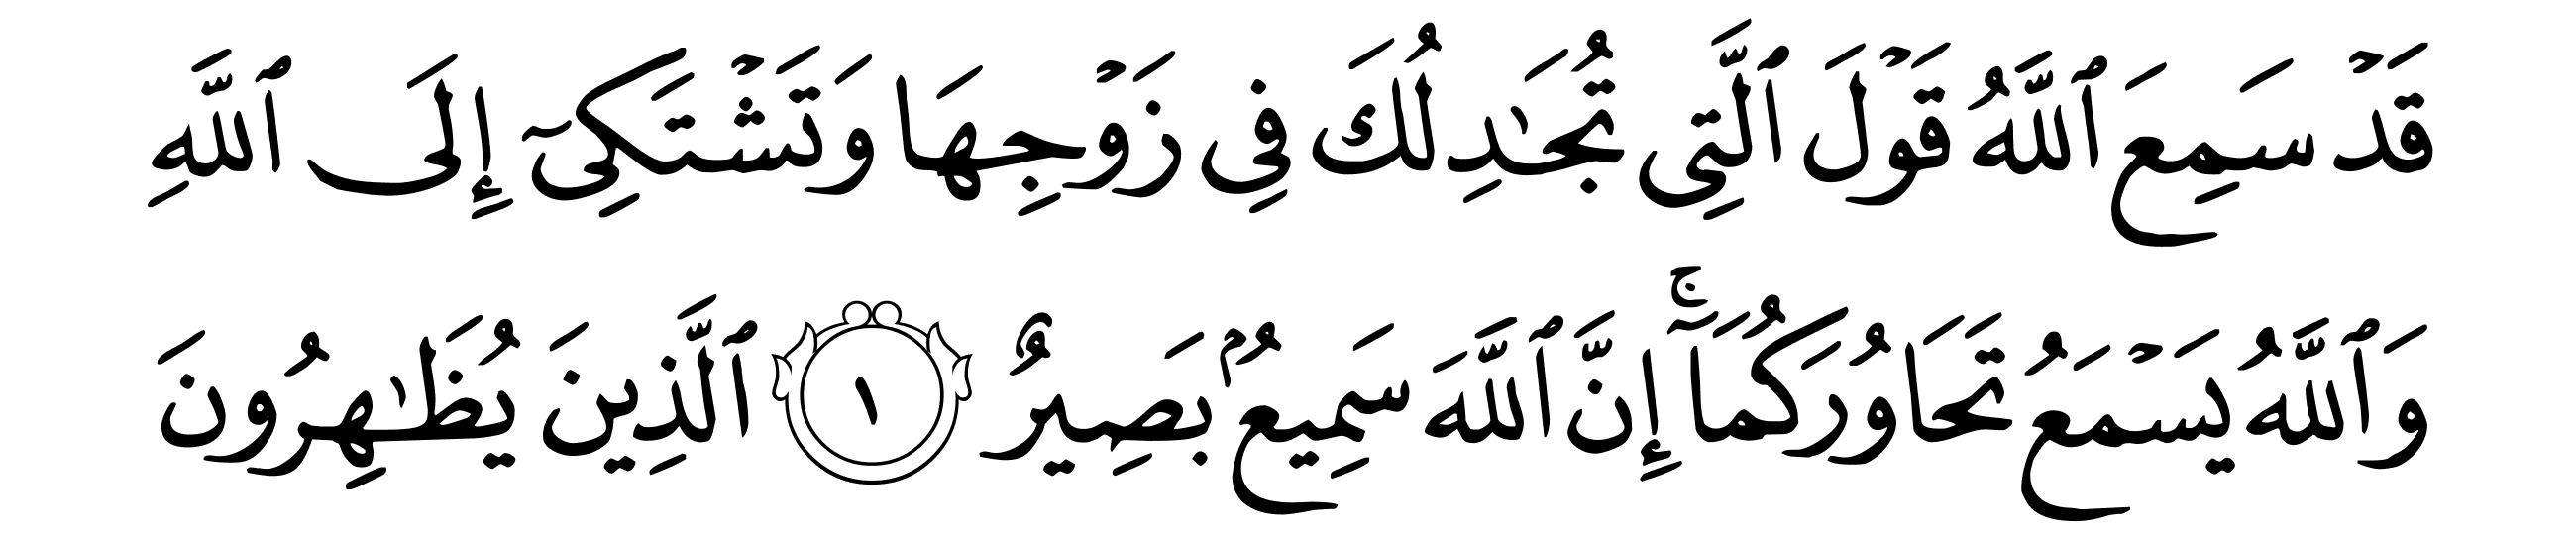 قَدۡ سَمِعَ ٱللَّهُ قَوۡلَ ٱلَّتِي تُجَٰدِلُكَ فِي زَوۡجِهَا وَتَشۡتَكِيٓ إِلَى ٱللَّهِ
وَٱللَّهُ يَسۡمَعُ تَحَاوُرَكُمَآۚ إِنَّ ٱللَّهَ سَمِيعُۢ بَصِيرٌ ١ ٱلَّذِينَ يُظَٰهِرُونَ